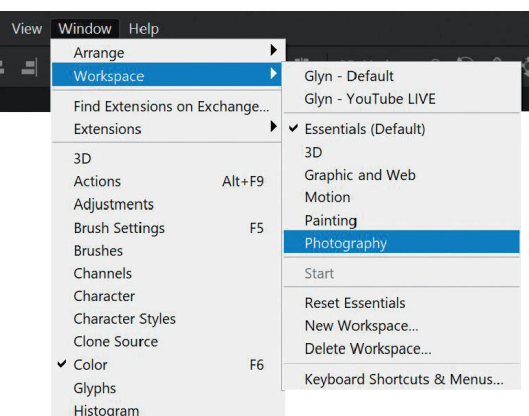 View Window Help
Arrange
Workspace
Find Extensions on Exchange...
Extensions
3D
Actions Alt+F9
Adjustments
Brush Settings F5
Brushes
Channels
Character
Character Styles
Clone Source
Color F6
Glyphs
Histogram
Glyn - Default
Glyn - YouTube LIVE
Essentials (Default)
3D
Graphic and Web
Motion
Painting
Photography
Start
Reset Essentials
New Workspace...
Delete Workspace...
Keyboard Shortcuts & Menus...